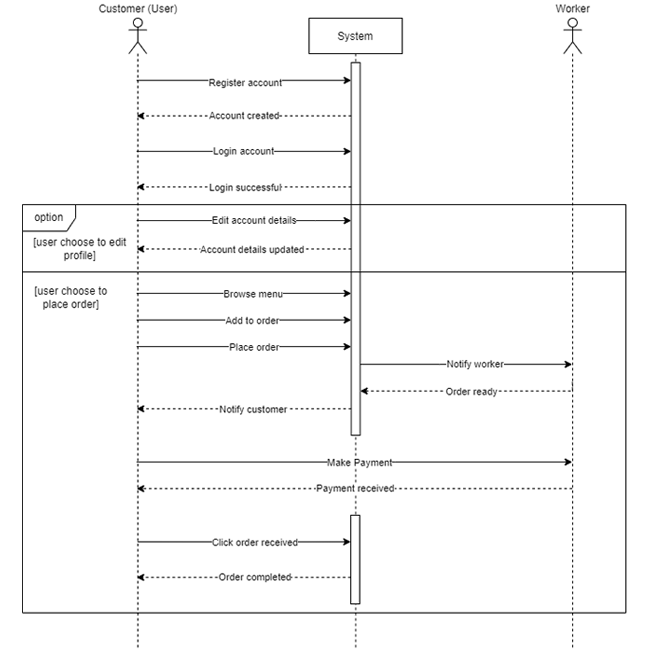 Customer (User)
System
Worker
Register account
Account created
Login account
Login successful
option
Edit account details
[user choose to edit
profile]
Account details updated
[user choose to
place order]
Browse menu
Add to order
Place order
Notify worker
Order ready
Notify customer
Make Payment
Payment received
Click order received
Order completed